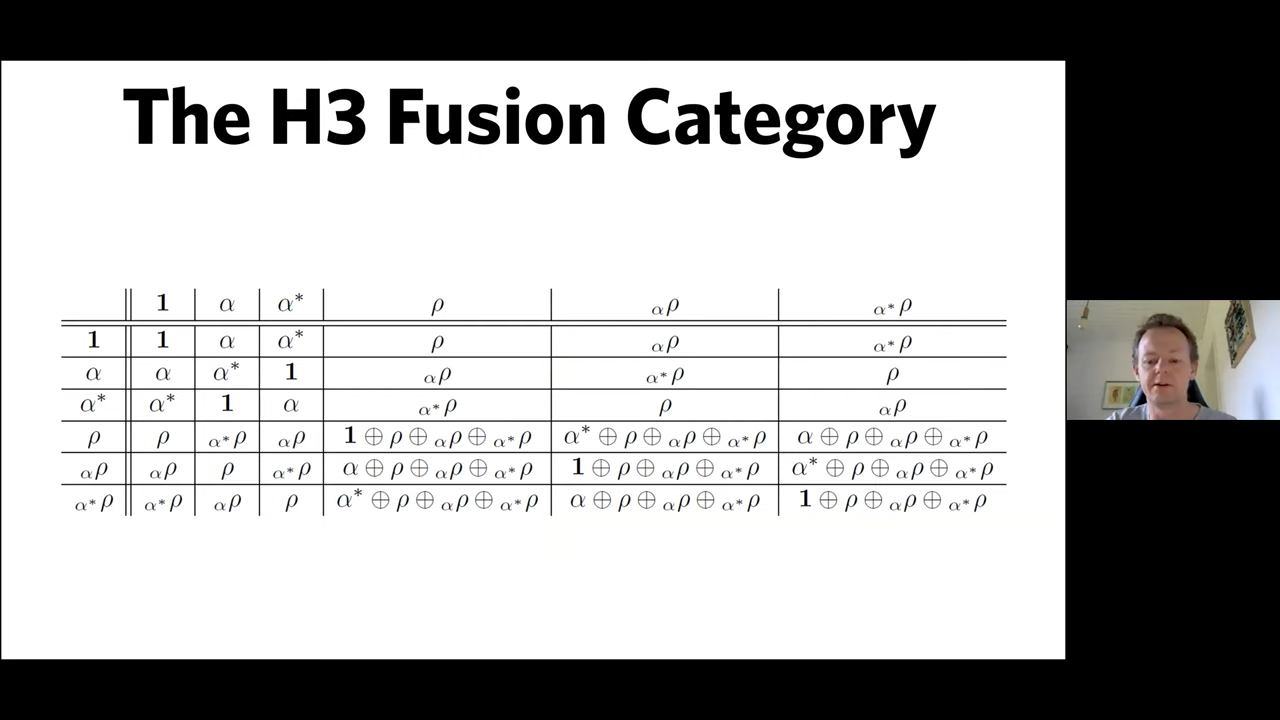 The H3 Fusion Category
1 α α* ρ αρ α*ρ
1 1 α α* ρ αρ α*ρ
α α α* 1 αρ α*ρ ρ
α* α* 1 α α*ρ ρ αρ
ρ ρ α*ρ αρ 1 ⊕ ρ ⊕ αρ ⊕ α*ρ α* ⊕ ρ ⊕ αρ ⊕ α*ρ α ⊕ ρ ⊕ αρ ⊕ α*ρ
αρ αρ ρ α*ρ α ⊕ ρ ⊕ αρ ⊕ α*ρ 1 ⊕ ρ ⊕ αρ ⊕ α*ρ α* ⊕ ρ ⊕ αρ ⊕ α*ρ
α*ρ α*ρ αρ ρ α* ⊕ ρ ⊕ αρ ⊕ α*ρ α ⊕ ρ ⊕ αρ ⊕ α*ρ 1 ⊕ ρ ⊕ αρ ⊕ α*ρ